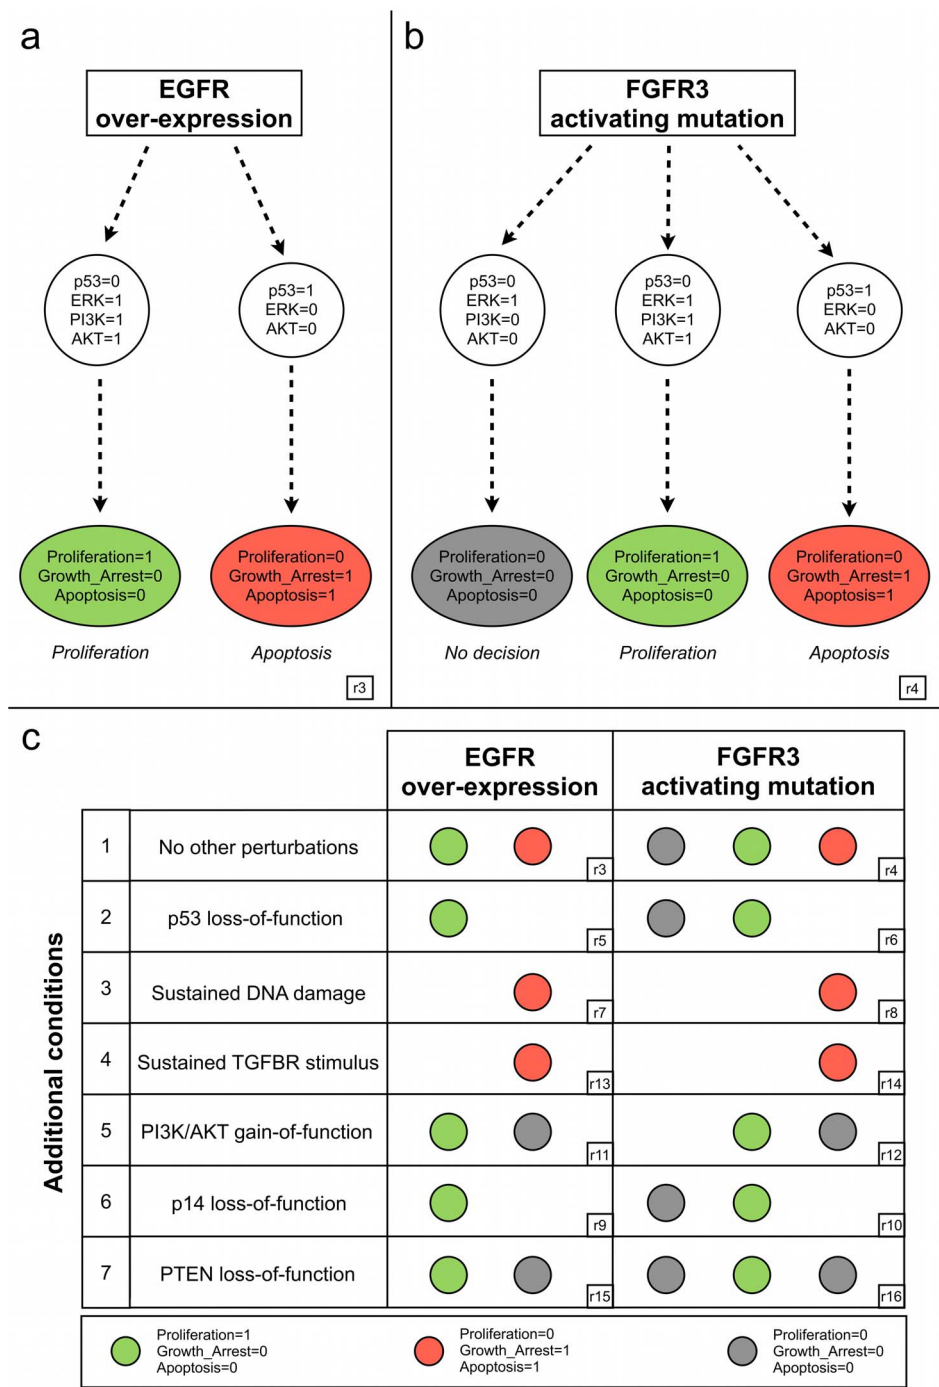 a
EGFR
over-expression
p53=0
ERK=1
PI3K=1
AKT=1
p53=1
ERK=0
AKT=0
Proliferation=1
Growth_Arrest=0
Apoptosis=0
Proliferation=0
Growth_Arrest=1
Apoptosis=1
Proliferation
Apoptosis
r3
b
FGFR3
activating mutation
p53=0
ERK=1
PI3K=0
AKT=0
p53=0
ERK=1
PI3K=1
AKT=1
p53=1
ERK=0
AKT=0
Proliferation=0
Growth_Arrest=0
Apoptosis=0
Proliferation=1
Growth_Arrest=0
Apoptosis=0
Proliferation=0
Growth_Arrest=1
Apoptosis=1
No decision
Proliferation
Apoptosis
r4
c
EGFR
over-expression
FGFR3
activating mutation
Additional conditions
1 No other perturbations r3 r4
2 p53 loss-of-function r5 r6
3 Sustained DNA damage r7 r8
4 Sustained TGFBR stimulus r13 r14
5 PI3K/AKT gain-of-function r11 r12
6 p14 loss-of-function r9 r10
7 PTEN loss-of-function r15 r16
Proliferation=1
Growth_Arrest=0
Apoptosis=0
Proliferation=0
Growth_Arrest=1
Apoptosis=1
Proliferation=0
Growth_Arrest=0
Apoptosis=0